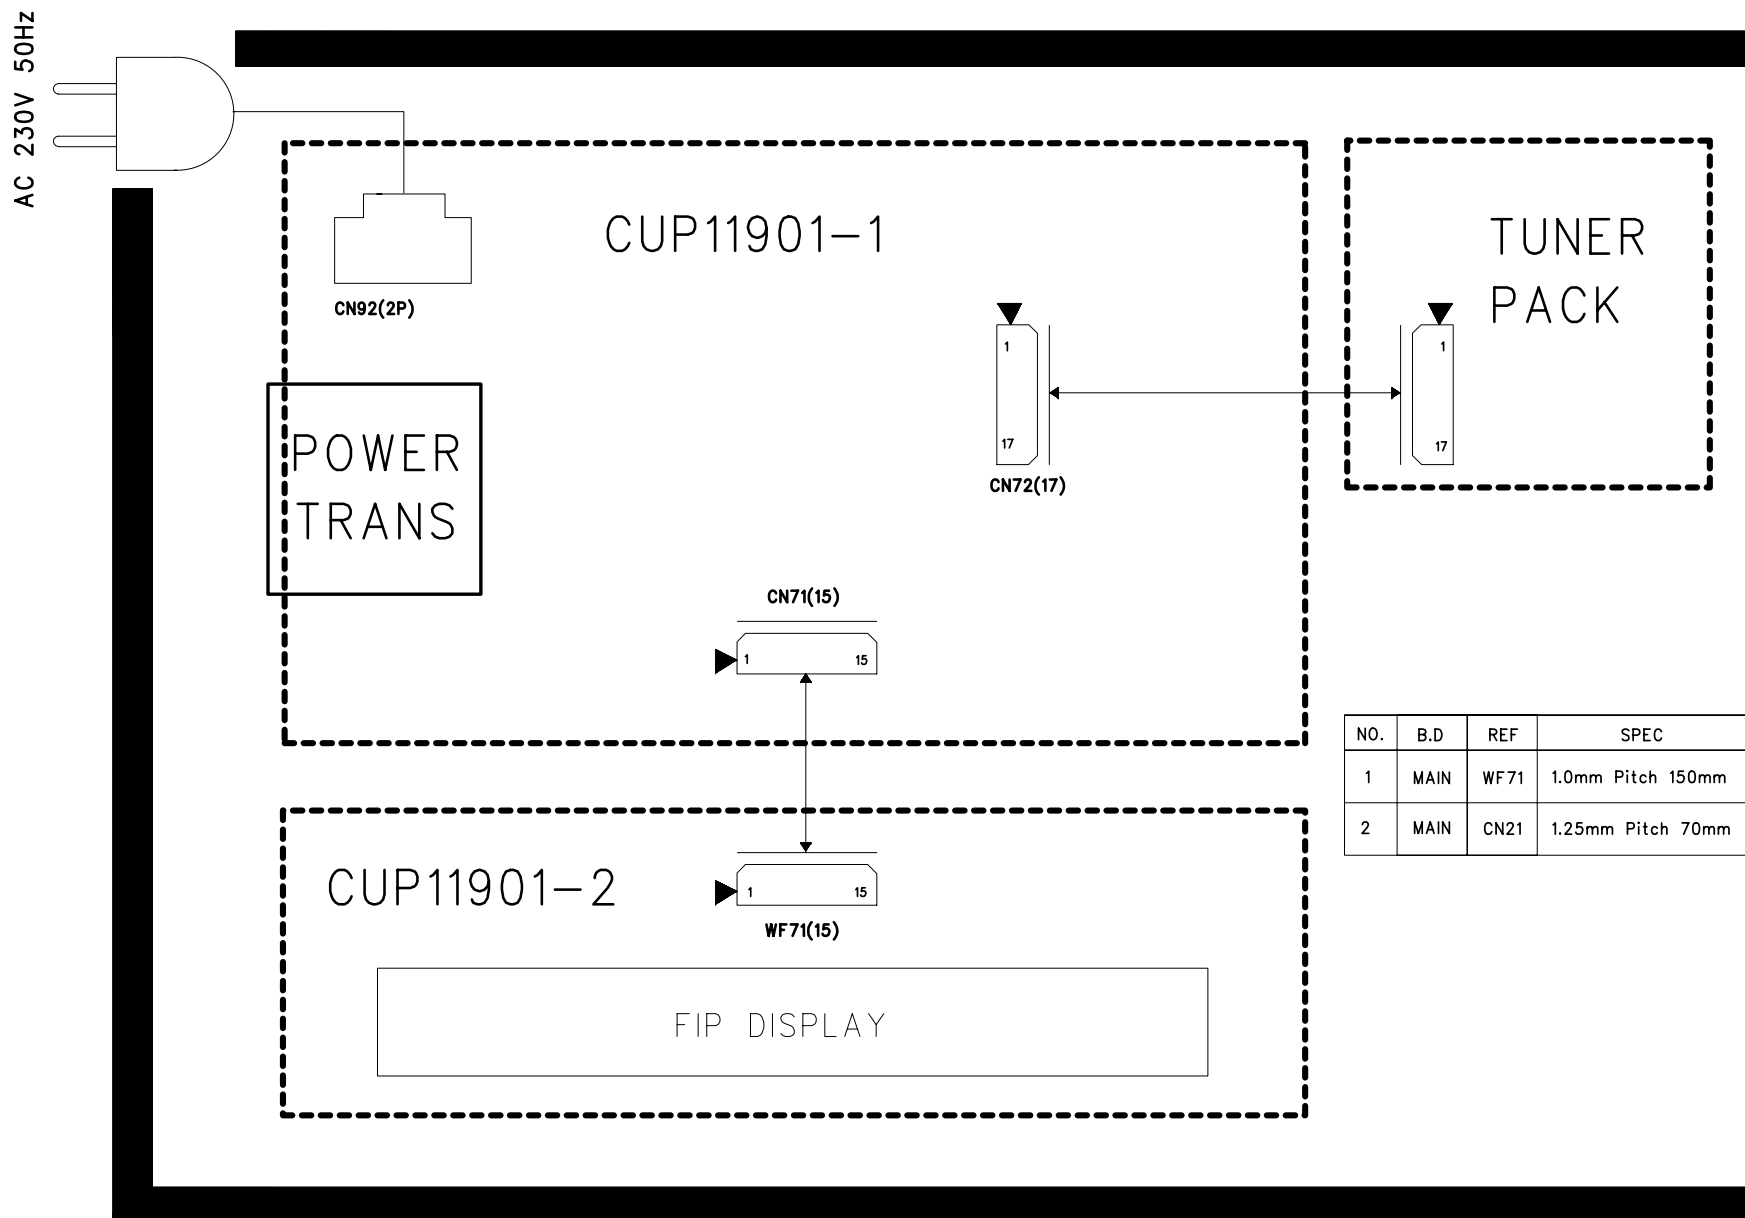 AC 230V 50Hz
CUP11901-1
CN92(2P)
TUNER
PACK
1
17
CN72(17)
1
17
POWER
TRANS
CN71(15)
1 15
NO. B.D REF SPEC
1 MAIN WF71 1.0mm Pitch 150mm
2 MAIN CN21 1.25mm Pitch 70mm
CUP11901-2
1 15
WF71(15)
FIP DISPLAY